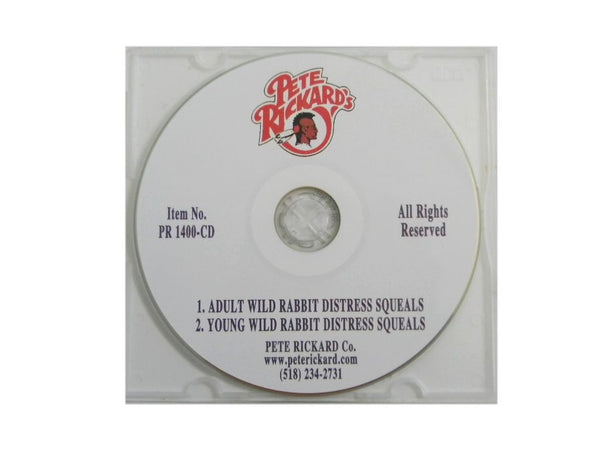 PETE
RICKARD'S
Item No.
PR 1400-CD
All Rights
Reserved
1. ADULT WILD RABBIT DISTRESS SQUEALS
2. YOUNG WILD RABBIT DISTRESS SQUEALS
PETE RICKARD Co.
www.peterickard.com
(518) 234-2731